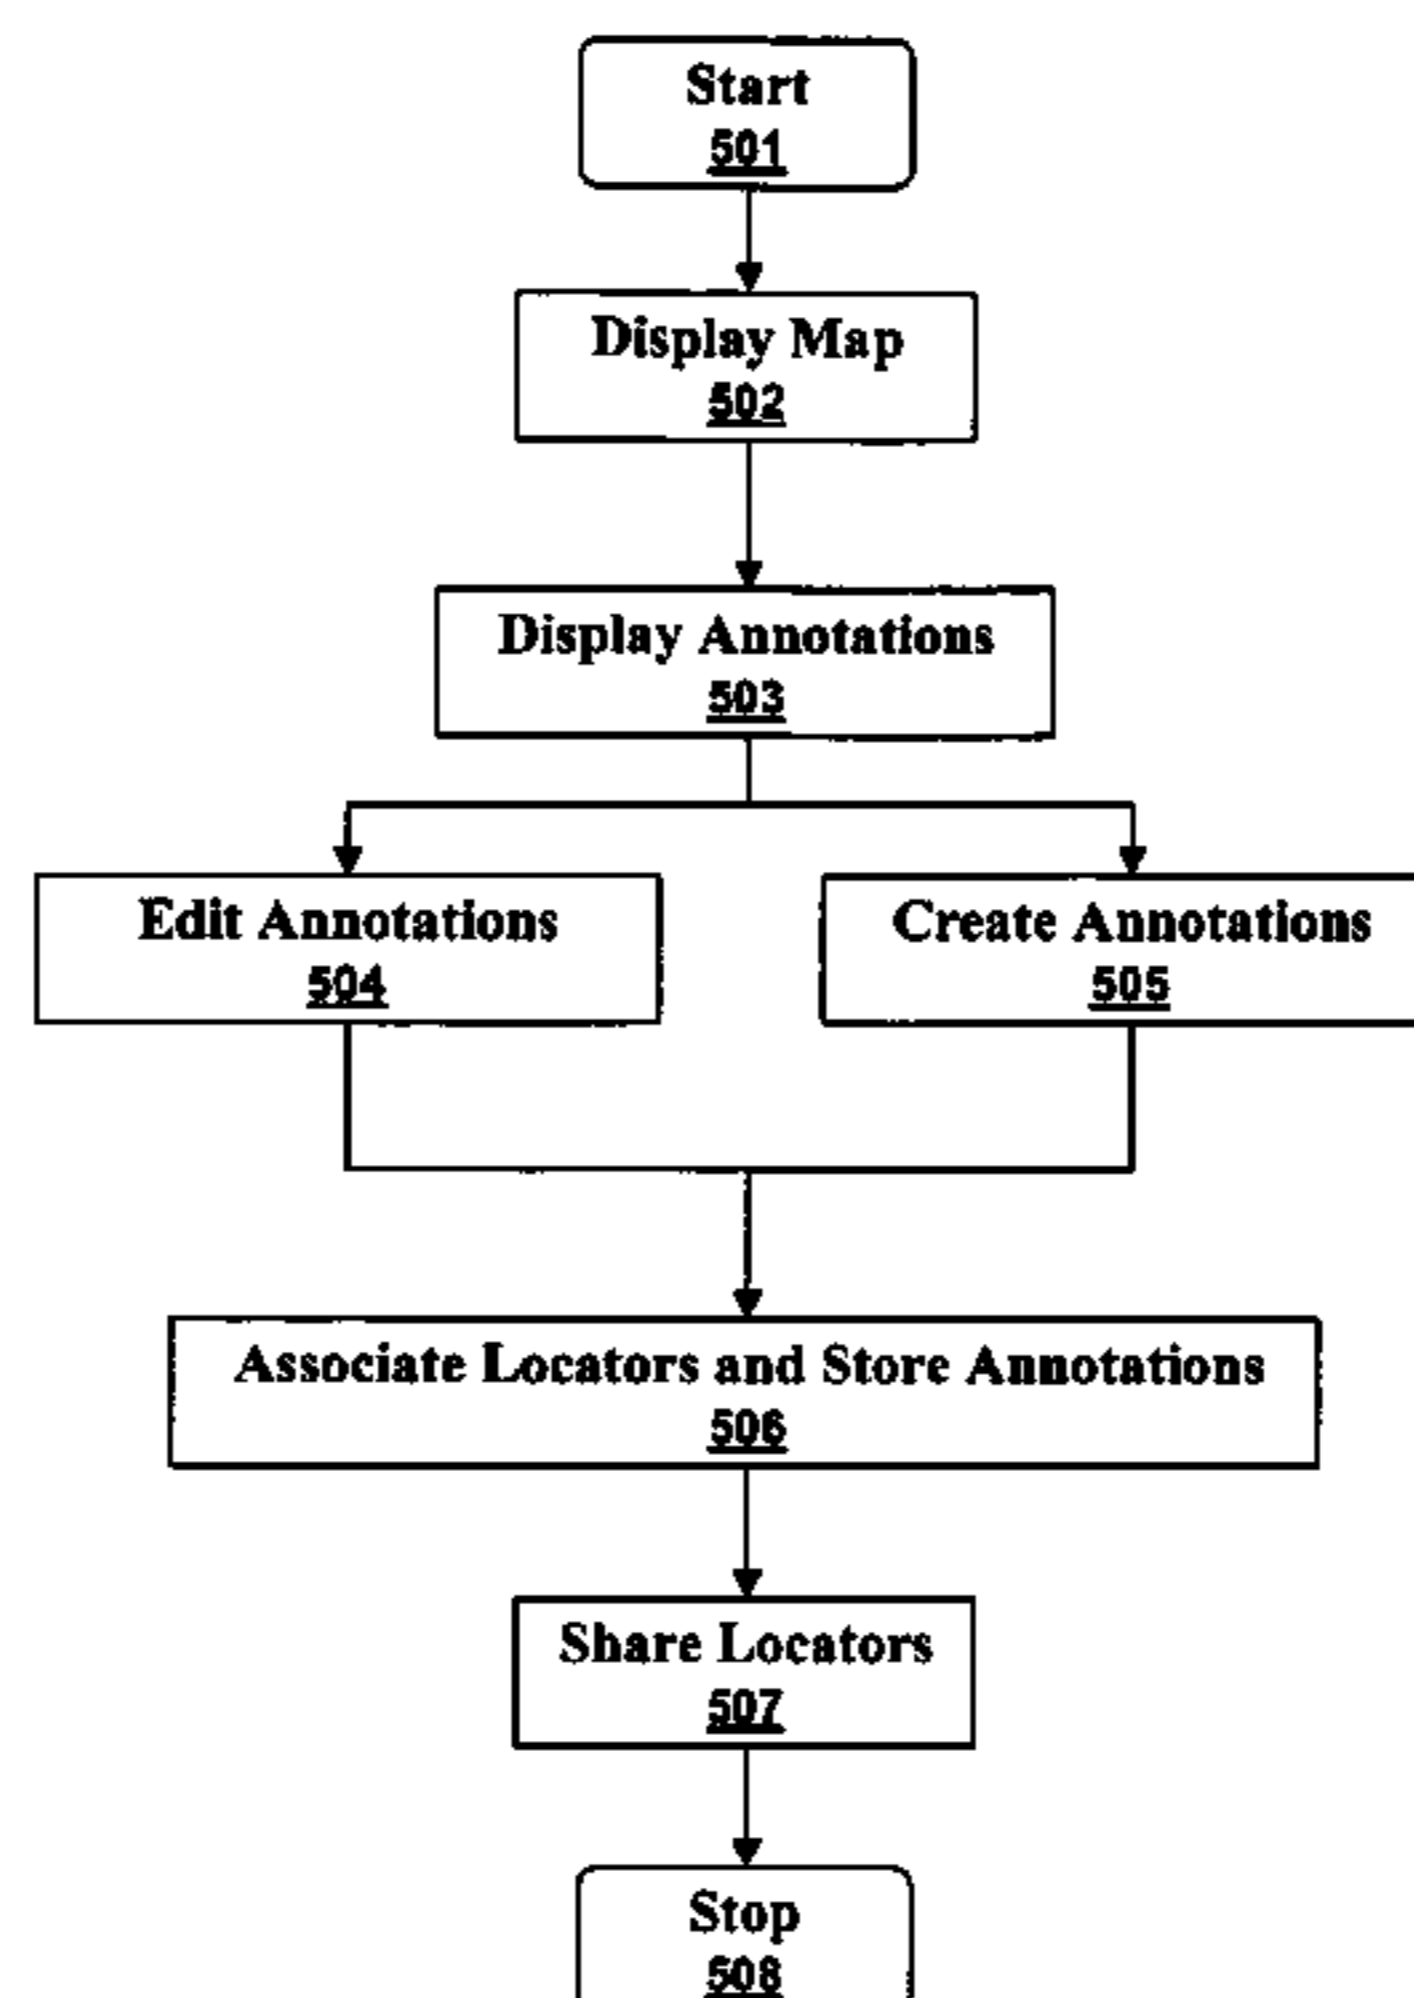 Start
501
Display Map
502
Display Annotations
503
Edit Annotations
504
Create Annotations
505
Associate Locators and Store Annotations
506
Share Locators
507
Stop
508